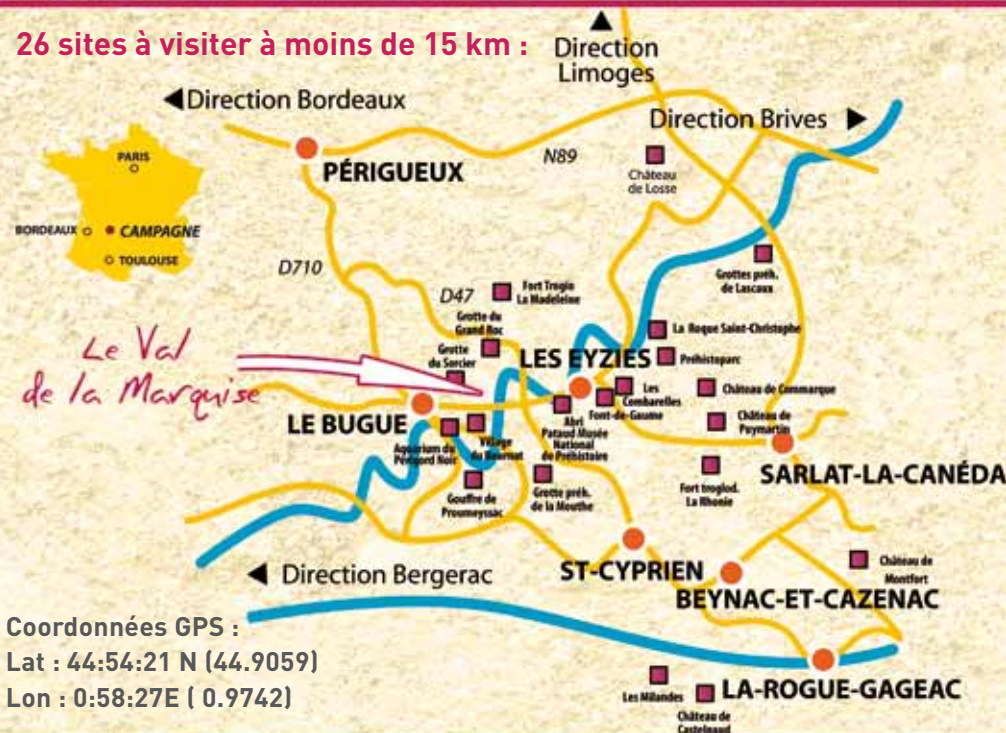 26 sites à visiter à moins de 15 km :
Direction
Limoges
Direction Bordeaux
Direction Brives
N89
PÉRIGUEUX
Château
de Losse
PARIS
BORDEAUX
CAMPAGNE
TOULOUSE
D710
D47
Fort Troglo
La Madeleine
Grottes préh.
de Lascaux
Grotte du
Grand Roc
La Roque Saint-Christophe
Le Val
de la Marquise
Grotte
du Sorcier
LES EYZIES
Préhistoparc
Les
Combarelles
Château de Commarque
LE BUGUE
Font-de-Gaume
Abri
Pataud Musée
National
de Préhistoire
Château de
Puymartin
Aquarium du
Périgord Noir
Village
du Bournat
SARLAT-LA-CANÉDA
Gouffre de
Proumeyssac
Grotte préh.
de la Mouthe
Fort troglod.
La Rhonie
Direction Bergerac
ST-CYPRIEN
Château de
Montfort
BEYNAC-ET-CAZENAC
Coordonnées GPS :
Lat : 44:54:21 N (44.9059)
Lon : 0:58:27E ( 0.9742)
Les Milandes
LA-ROGUE-GAGEAC
Château de
Castelnaud